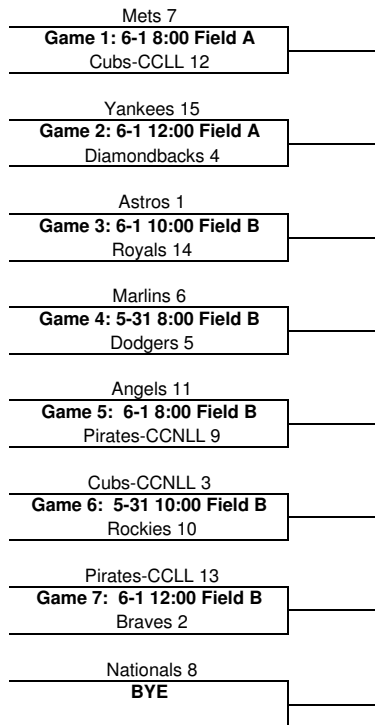 Mets 7
Game 1: 6-1 8:00 Field A
Cubs-CCLL 12
Yankees 15
Game 2: 6-1 12:00 Field A
Diamondbacks 4
Astros 1
Game 3: 6-1 10:00 Field B
Royals 14
Marlins 6
Game 4: 5-31 8:00 Field B
Dodgers 5
Angels 11
Game 5:  6-1 8:00 Field B
Pirates-CCNLL 9
Cubs-CCNLL 3
Game 6:  5-31 10:00 Field B
Rockies 10
Pirates-CCLL 13
Game 7:  6-1 12:00 Field B
Braves 2
Nationals 8
BYE